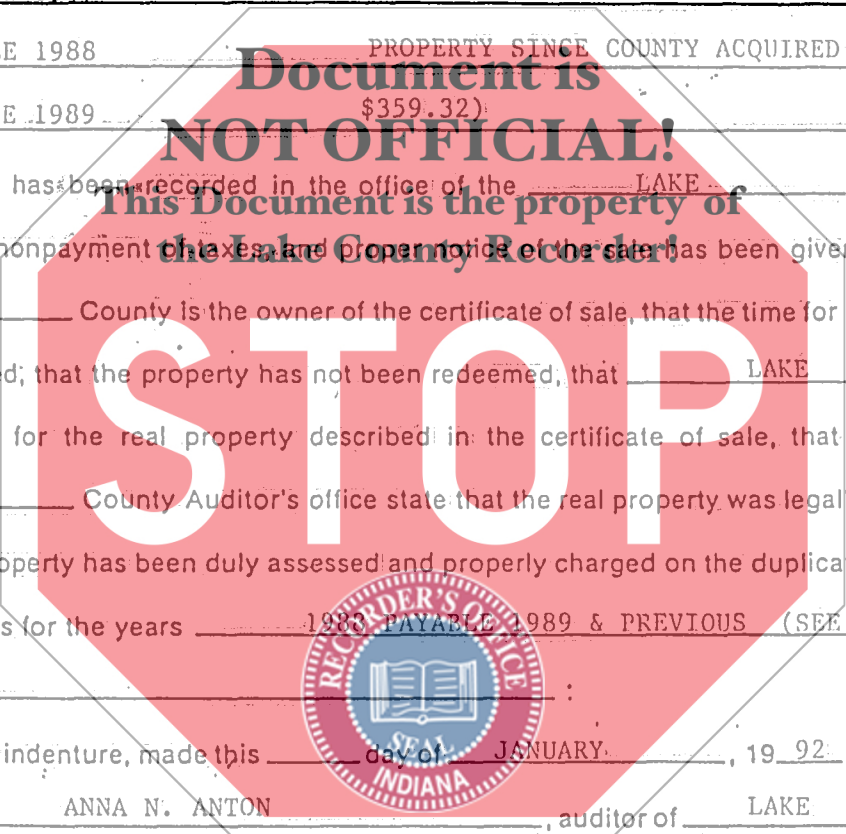 E 1988 PROPERTY SINCE COUNTY ACQUIRED
Document is
E 1989 $359.32)
NOT OFFICIAL!
has been recorded in the office of the LAKE
This Document is the property of
nonpayment of taxes, and proper notice of the sale has been give
the Lake County Recorder!
County is the owner of the certificate of sale, that the time for
ed, that the property has not been redeemed, that LAKE
for the real property described in the certificate of sale, that
STOP
County Auditor's office state that the real property was legal
operty has been duly assessed and properly charged on the duplica
s for the years 1988 PAYABLE 1989 & PREVIOUS (SEE
RECORDER'S OFFICE
:
SEAL
indenture, made this day of JANUARY, 19 92
INDIANA
ANNA N. ANTON, auditor of LAKE